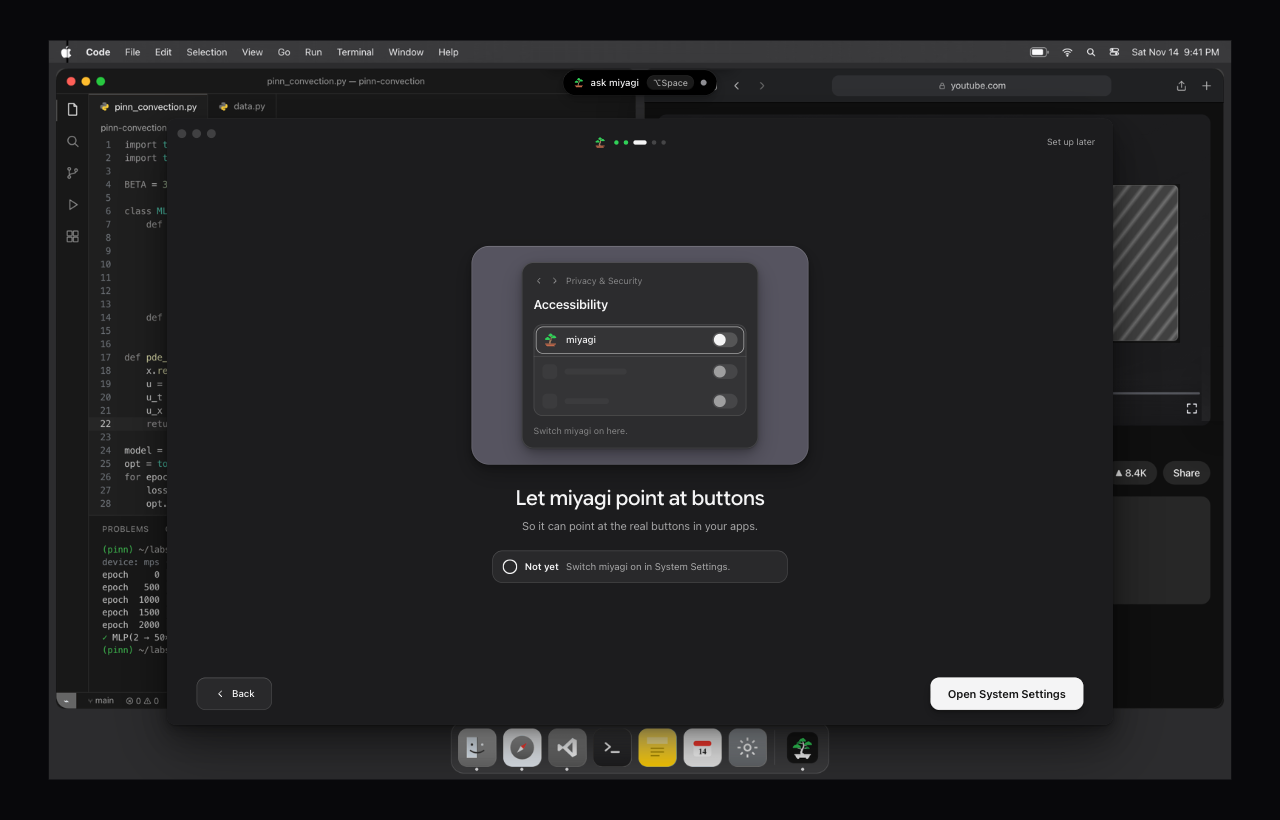 Code File Edit Selection View Go Run Terminal Window Help
Sat Nov 14 9:41 PM
pinn_convection.py — pinn-convection
ask miyagi ⌥Space
youtube.com
pinn_convection.py data.py
pinn-convection
Set up later
1 import t
2 import t
3
4 BETA = 3
5
6 class ML
7 def
8
9
10
11
12
13
14 def
15
16
17 def pde_
18 x.re
19 u =
20 u_t
21 u_x
22 retu
23
24 model =
25 opt = to
26 for epoc
27 loss
28 opt.
Privacy & Security
Accessibility
miyagi
Switch miyagi on here.
Let miyagi point at buttons
So it can point at the real buttons in your apps.
Not yet Switch miyagi on in System Settings.
8.4K
Share
PROBLEMS
(pinn) ~/labs
device: mps
epoch 0
epoch 500
epoch 1000
epoch 1500
epoch 2000
✓ MLP(2 → 50
(pinn) ~/labs
main 0 0
Back
Open System Settings
14